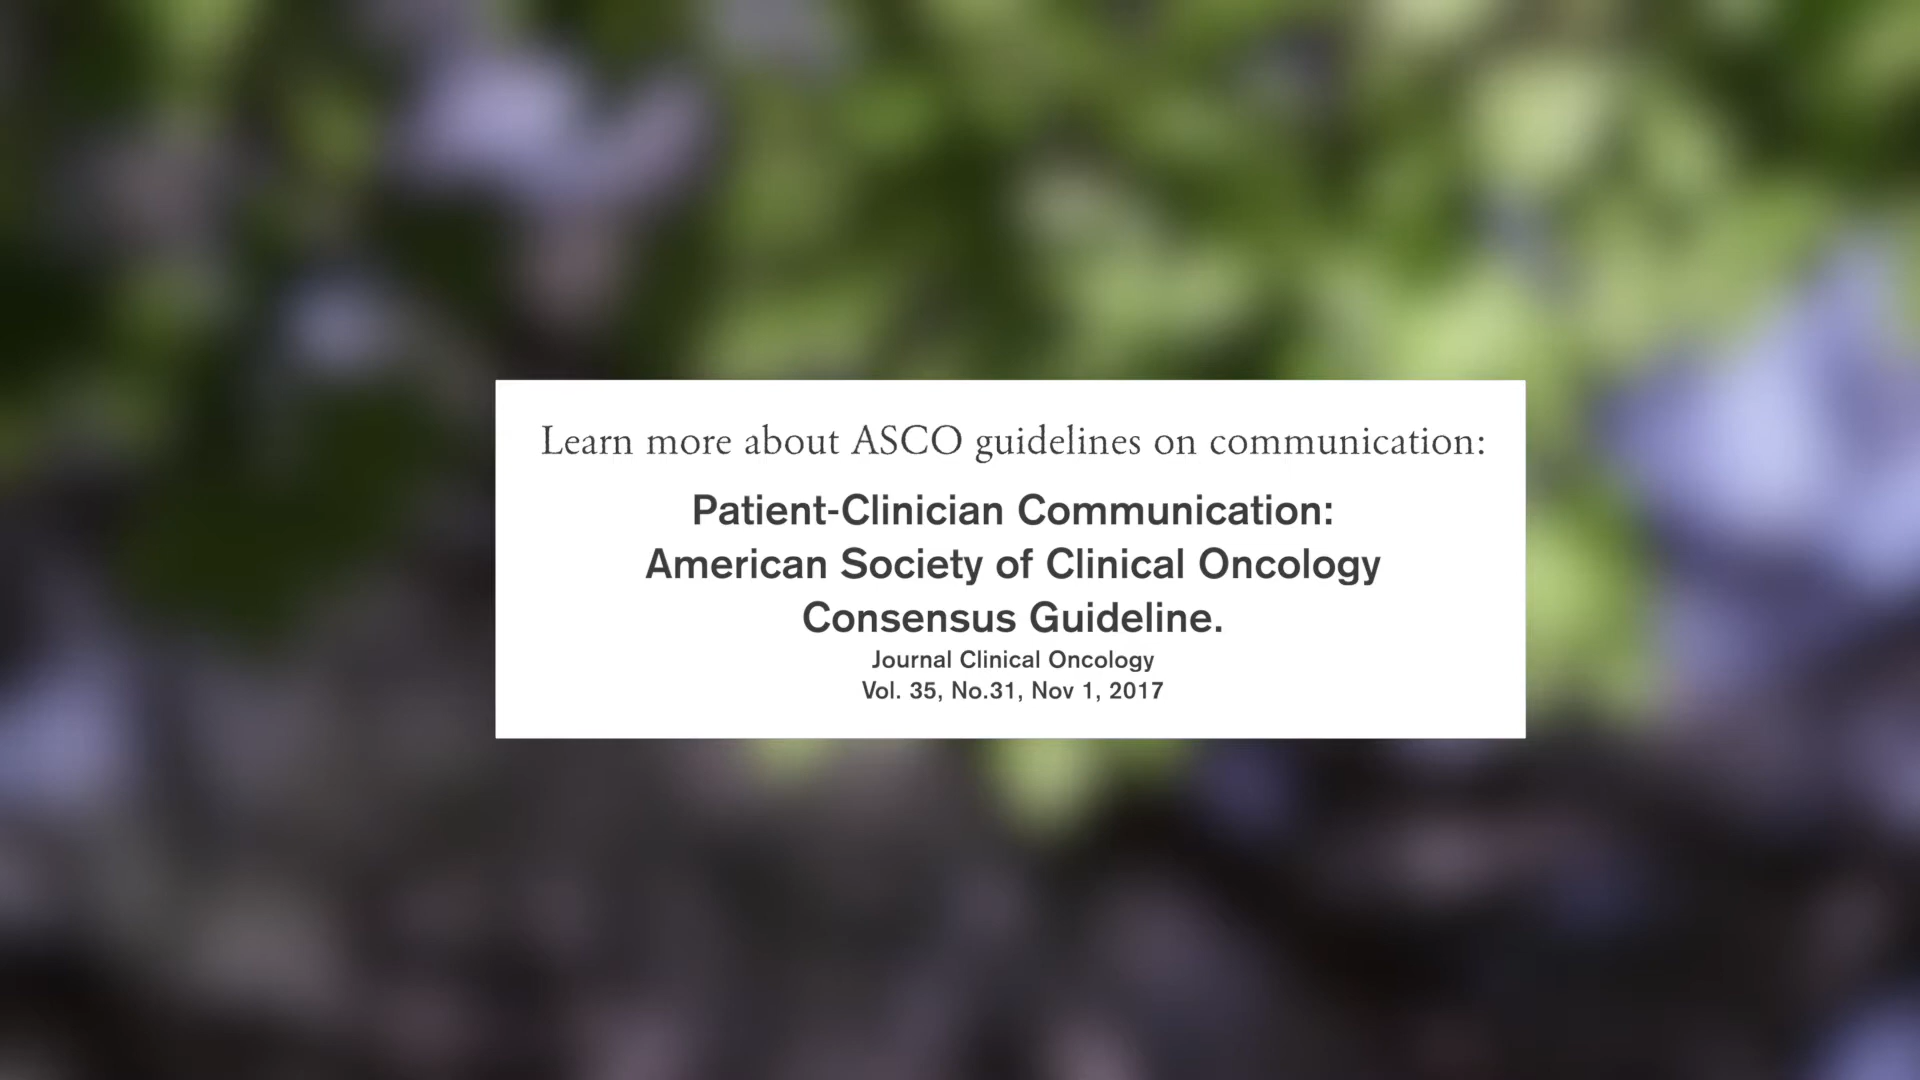 Learn more about ASCO guidelines on communication:
Patient-Clinician Communication:
American Society of Clinical Oncology
Consensus Guideline.
Journal Clinical Oncology
Vol. 35, No.31, Nov 1, 2017